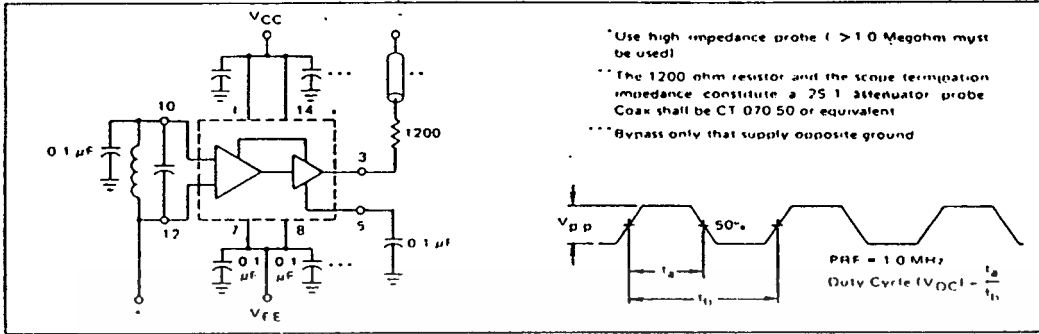 VCC
10
1
14
0.1 µF
1200
3
12
7
8
5
0.1 µF
0.1 µF
0.1 µF
VEE
* Use high impedance probe ( >1.0 Megohm must
be used)
** The 1200 ohm resistor and the scope termination
impedance constitute a 25:1 attenuator probe
Coax shall be CT 070 50 or equivalent
*** Bypass only that supply opposite ground
Vp p
50%
ta
tb
PRF = 1.0 MHz
Duty Cycle (VDC) - ta
tb